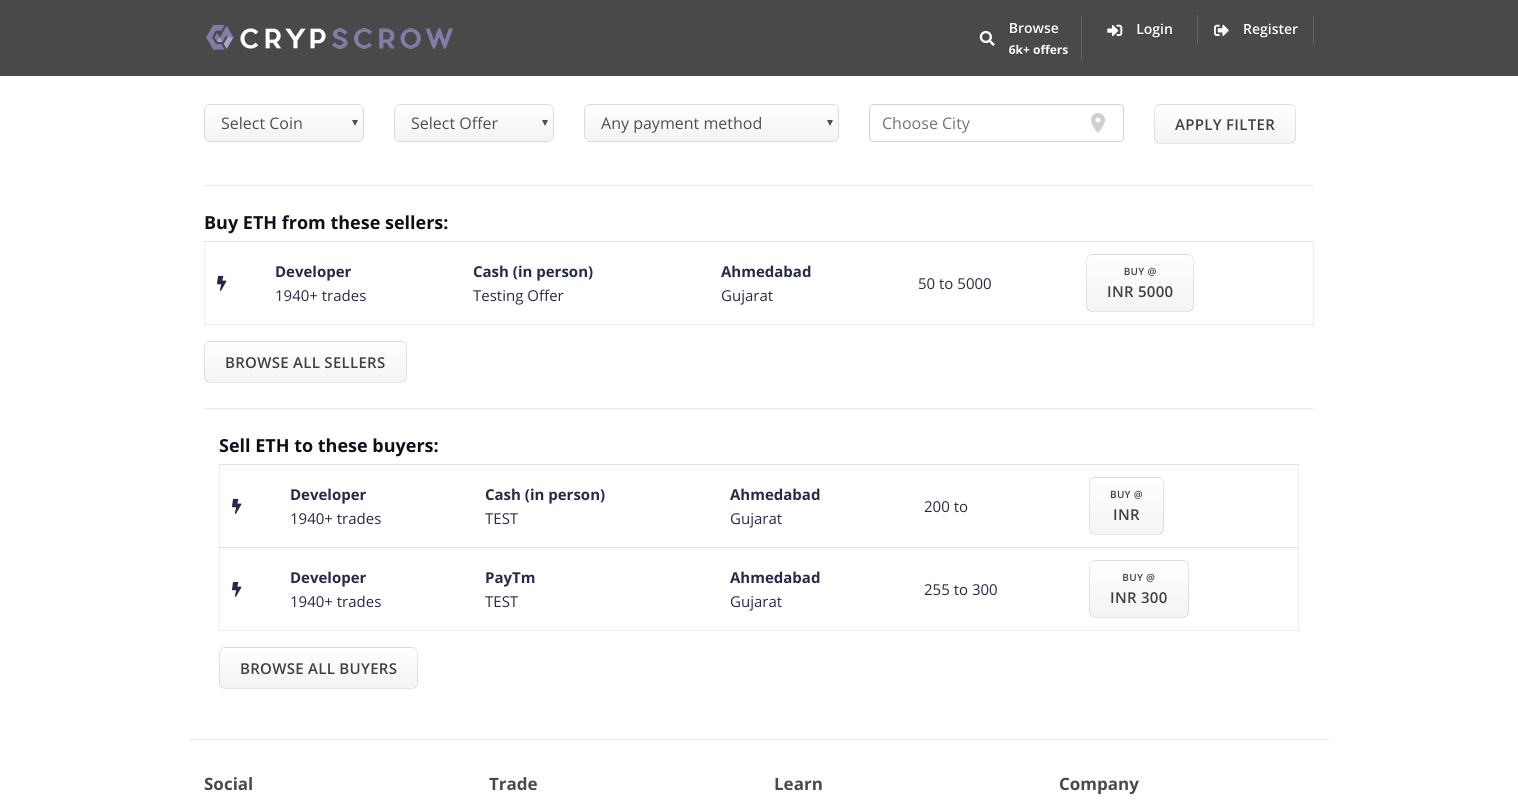 CRYPSCROW
Browse
6k+ offers
Login
Register
Select Coin
Select Offer
Any payment method
Choose City
APPLY FILTER
Buy ETH from these sellers:
Developer
1940+ trades
Cash (in person)
Testing Offer
Ahmedabad
Gujarat
50 to 5000
BUY @
INR 5000
BROWSE ALL SELLERS
Sell ETH to these buyers:
Developer
1940+ trades
Cash (in person)
TEST
Ahmedabad
Gujarat
200 to
BUY @
INR
Developer
1940+ trades
PayTm
TEST
Ahmedabad
Gujarat
255 to 300
BUY @
INR 300
BROWSE ALL BUYERS
Social
Trade
Learn
Company